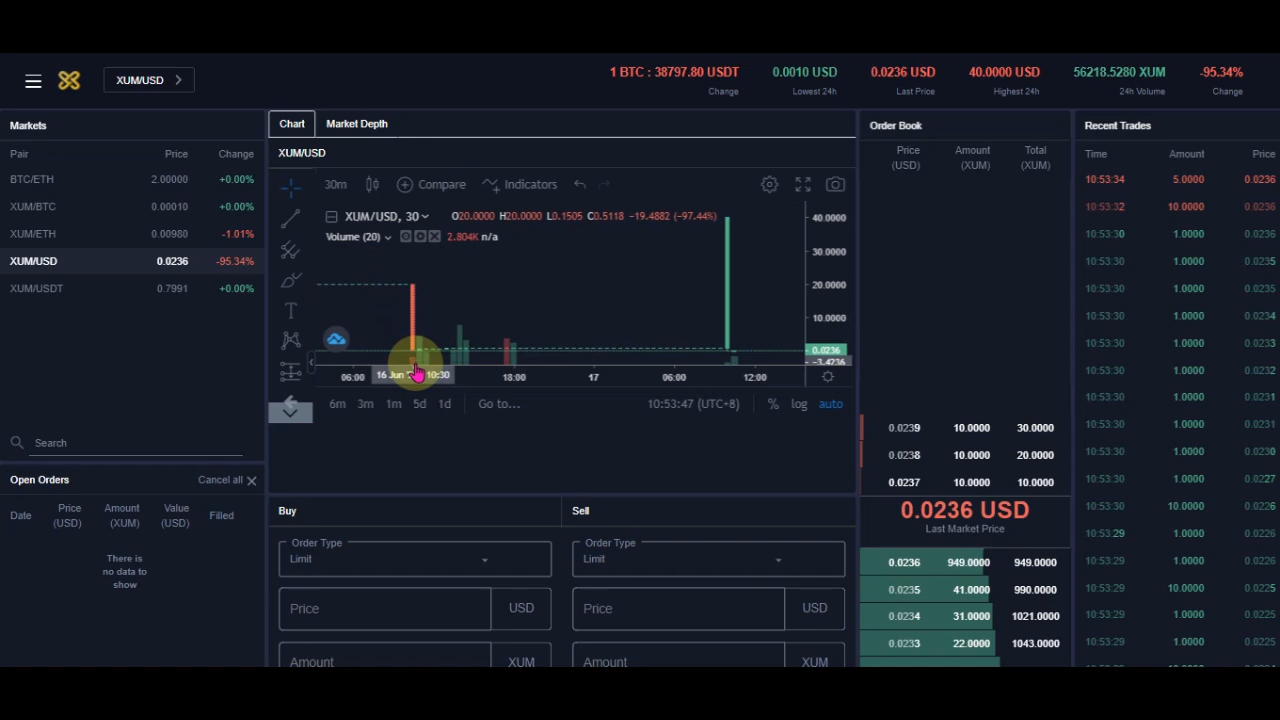 XUM/USD
1 BTC : 38797.80 USDT
Change
0.0010 USD
Lowest 24h
0.0236 USD
Last Price
40.0000 USD
Highest 24h
56218.5280 XUM
24h Volume
-95.34%
Change
Markets
Pair Price Change
BTC/ETH 2.00000 +0.00%
XUM/BTC 0.00010 +0.00%
XUM/ETH 0.00980 -1.01%
XUM/USD 0.0236 -95.34%
XUM/USDT 0.7991 +0.00%
Search
Open Orders Cancel all
Date Price (USD) Amount (XUM) Value (USD) Filled
There is
no data to
show
Chart Market Depth
XUM/USD
30m Compare Indicators
XUM/USD, 30 O20.0000 H20.0000 L0.1505 C0.5118 -19.4882 (-97.44%)
Volume (20) 2.804K n/a
40.0000
30.0000
20.0000
10.0000
0.0236
-3.4236
06:00 16 Jun 10:30 18:00 17 06:00 12:00
6m 3m 1m 5d 1d Go to... 10:53:47 (UTC+8) % log auto
Buy
Order Type
Limit
Price USD
Amount XUM
Sell
Order Type
Limit
Price USD
Amount XUM
Order Book
Price Amount Total
(USD) (XUM) (XUM)
0.0239 10.0000 30.0000
0.0238 10.0000 20.0000
0.0237 10.0000 10.0000
0.0236 USD
Last Market Price
0.0236 949.0000 949.0000
0.0235 41.0000 990.0000
0.0234 31.0000 1021.0000
0.0233 22.0000 1043.0000
Recent Trades
Time Amount Price
10:53:34 5.0000 0.0236
10:53:32 10.0000 0.0236
10:53:30 1.0000 0.0236
10:53:30 1.0000 0.0235
10:53:30 1.0000 0.0235
10:53:30 1.0000 0.0234
10:53:30 1.0000 0.0233
10:53:30 1.0000 0.0232
10:53:30 1.0000 0.0232
10:53:30 1.0000 0.0231
10:53:30 1.0000 0.0230
10:53:30 1.0000 0.0227
10:53:30 10.0000 0.0226
10:53:29 1.0000 0.0226
10:53:29 1.0000 0.0225
10:53:29 10.0000 0.0225
10:53:29 1.0000 0.0225
10:53:29 1.0000 0.0225